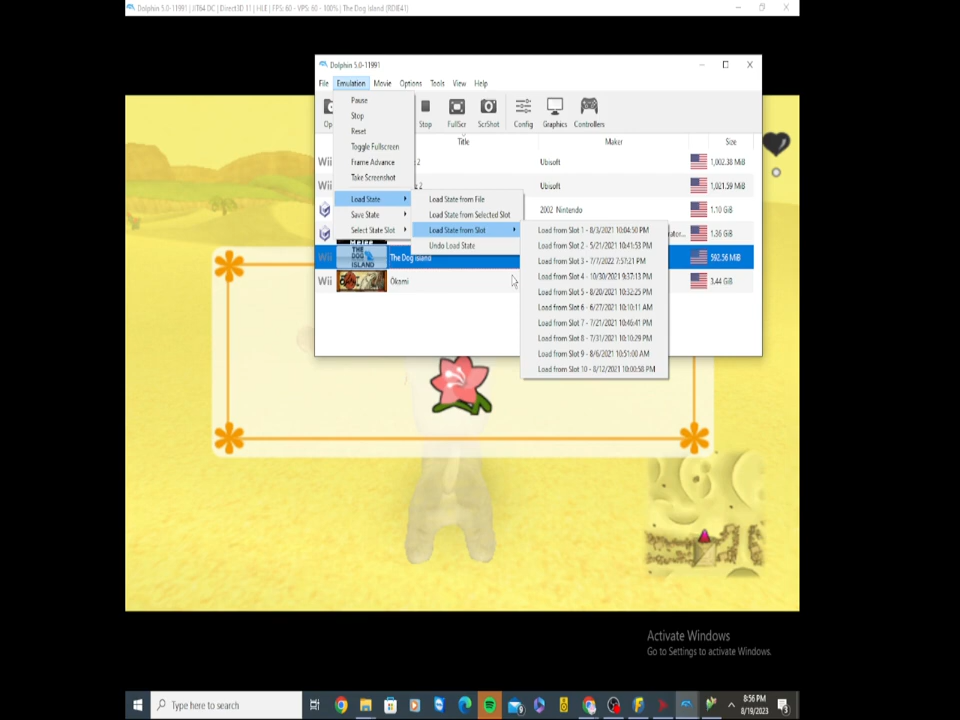 Dolphin 5.0-11991 | JIT64 DC | Direct3D 11 | HLE | FPS: 60 - VPS: 60 - 100% | The Dog Island (RDIE41)
Dolphin 5.0-11991
File Emulation Movie Options Tools View Help
Pause
Stop
Reset
Toggle Fullscreen
Frame Advance
Take Screenshot
Load State
Save State
Select State Slot
Op
Stop FullScr ScrShot Config Graphics Controllers
Title Maker Size
Wii 2 Ubisoft 1,002.38 MiB
Wii 2 Ubisoft 1,021.59 MiB
2002 Nintendo 1.10 GiB
ator... 1.36 GiB
Wii THE DOG ISLAND The Dog Island 592.56 MiB
Wii Okami 3.44 GiB
Load State from File
Load State from Selected Slot
Load State from Slot
Undo Load State
Load from Slot 1 - 8/3/2021 10:04:50 PM
Load from Slot 2 - 5/21/2021 10:41:53 PM
Load from Slot 3 - 7/7/2022 7:57:21 PM
Load from Slot 4 - 10/30/2021 9:37:13 PM
Load from Slot 5 - 8/20/2021 10:32:25 PM
Load from Slot 6 - 6/27/2021 10:10:11 AM
Load from Slot 7 - 7/21/2021 10:46:41 PM
Load from Slot 8 - 7/31/2021 10:10:29 PM
Load from Slot 9 - 8/6/2021 10:51:00 AM
Load from Slot 10 - 8/12/2021 10:00:58 PM
Activate Windows
Go to Settings to activate Windows.
Type here to search
8:56 PM
8/19/2023